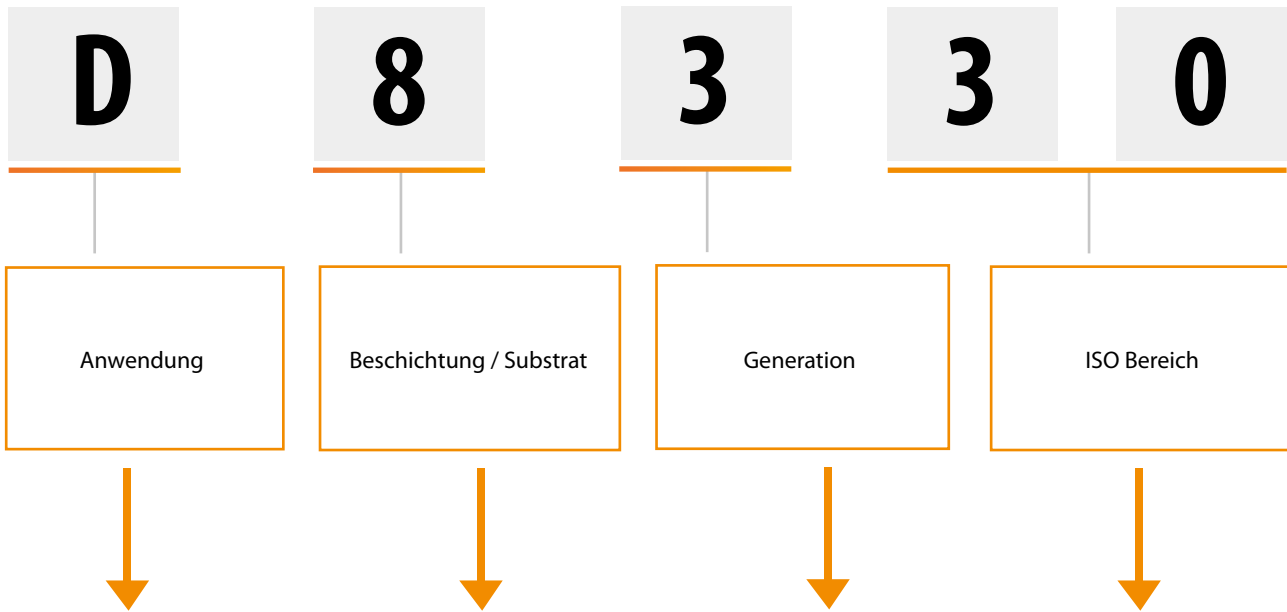 D 8 3 3 0
Anwendung
Beschichtung / Substrat
Generation
ISO Bereich